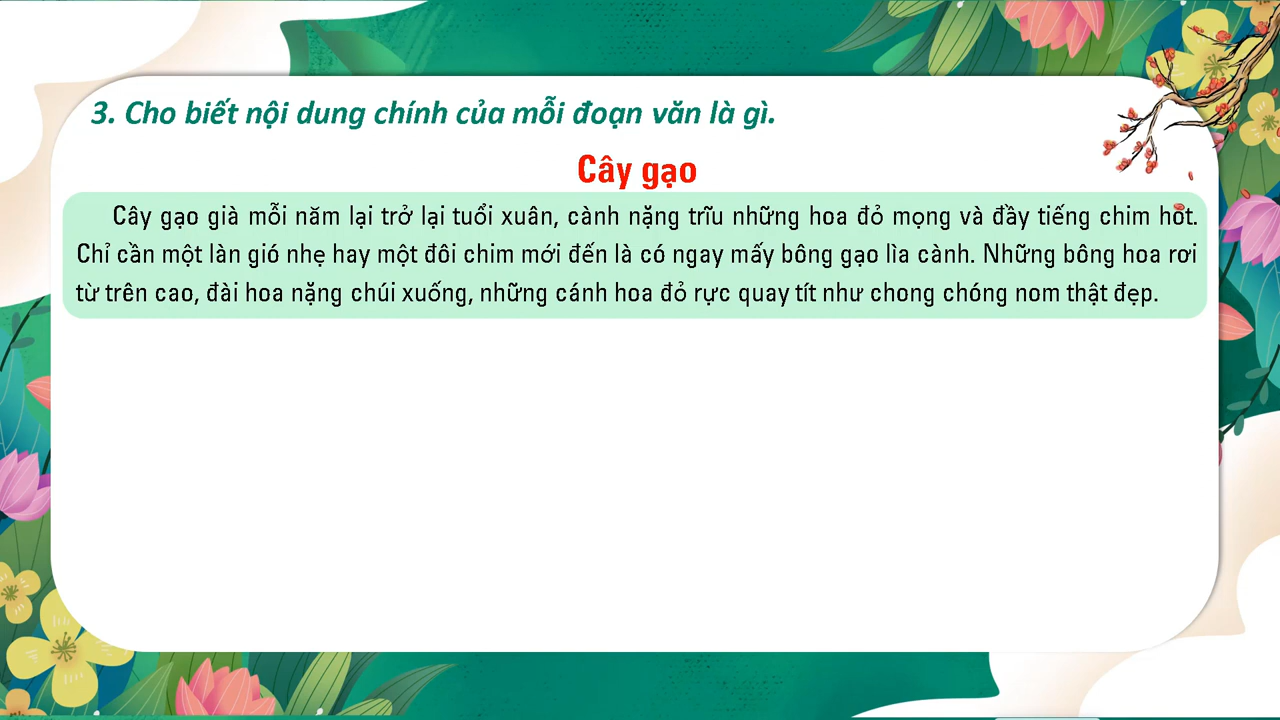 3. Cho biết nội dung chính của mỗi đoạn văn là gì.
Cây gạo
Cây gạo già mỗi năm lại trở lại tuổi xuân, cành nặng trĩu những hoa đỏ mọng và đầy tiếng chim hót.
Chỉ cần một làn gió nhẹ hay một đôi chim mới đến là có ngay mấy bông gạo lìa cành. Những bông hoa rơi
từ trên cao, đài hoa nặng chúi xuống, những cánh hoa đỏ rực quay tít như chong chóng nom thật đẹp.